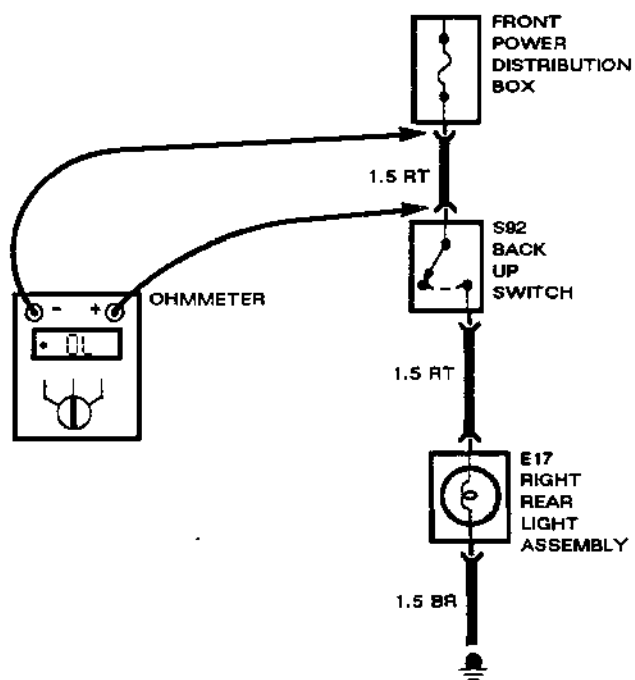 FRONT
POWER
DISTRIBUTION
BOX
1.5 RT
S92
BACK
UP
SWITCH
- +
OHMMETER
OL
1.5 RT
E17
RIGHT
REAR
LIGHT
ASSEMBLY
1.5 BR